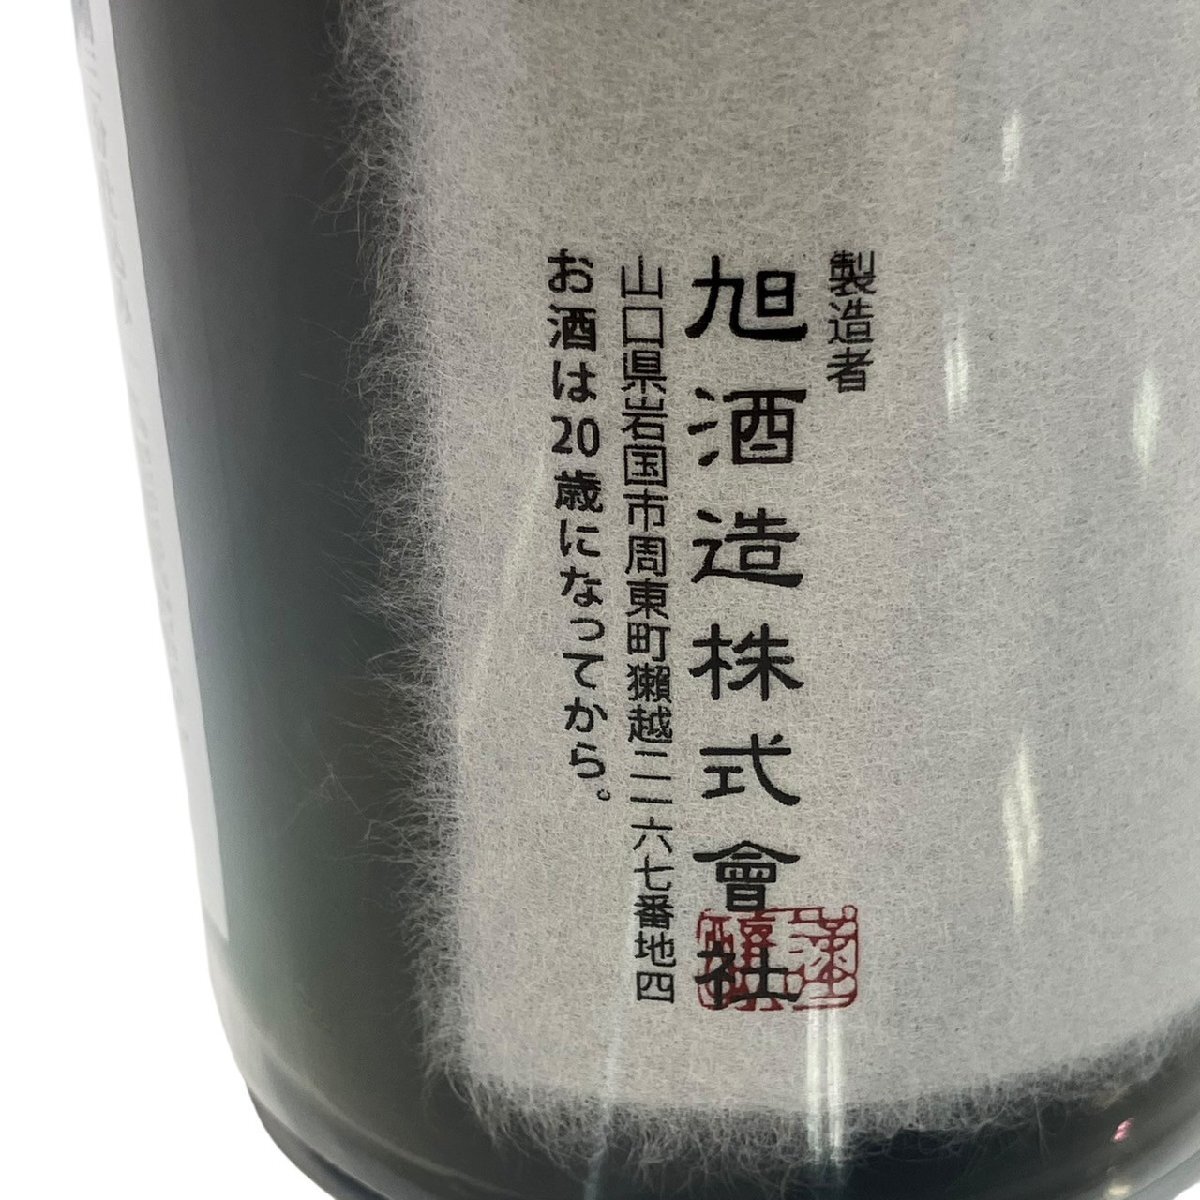 製造者
旭酒造株式會社
山口県岩国市周東町獺越二一六七番地四
お酒は20歳になってから。